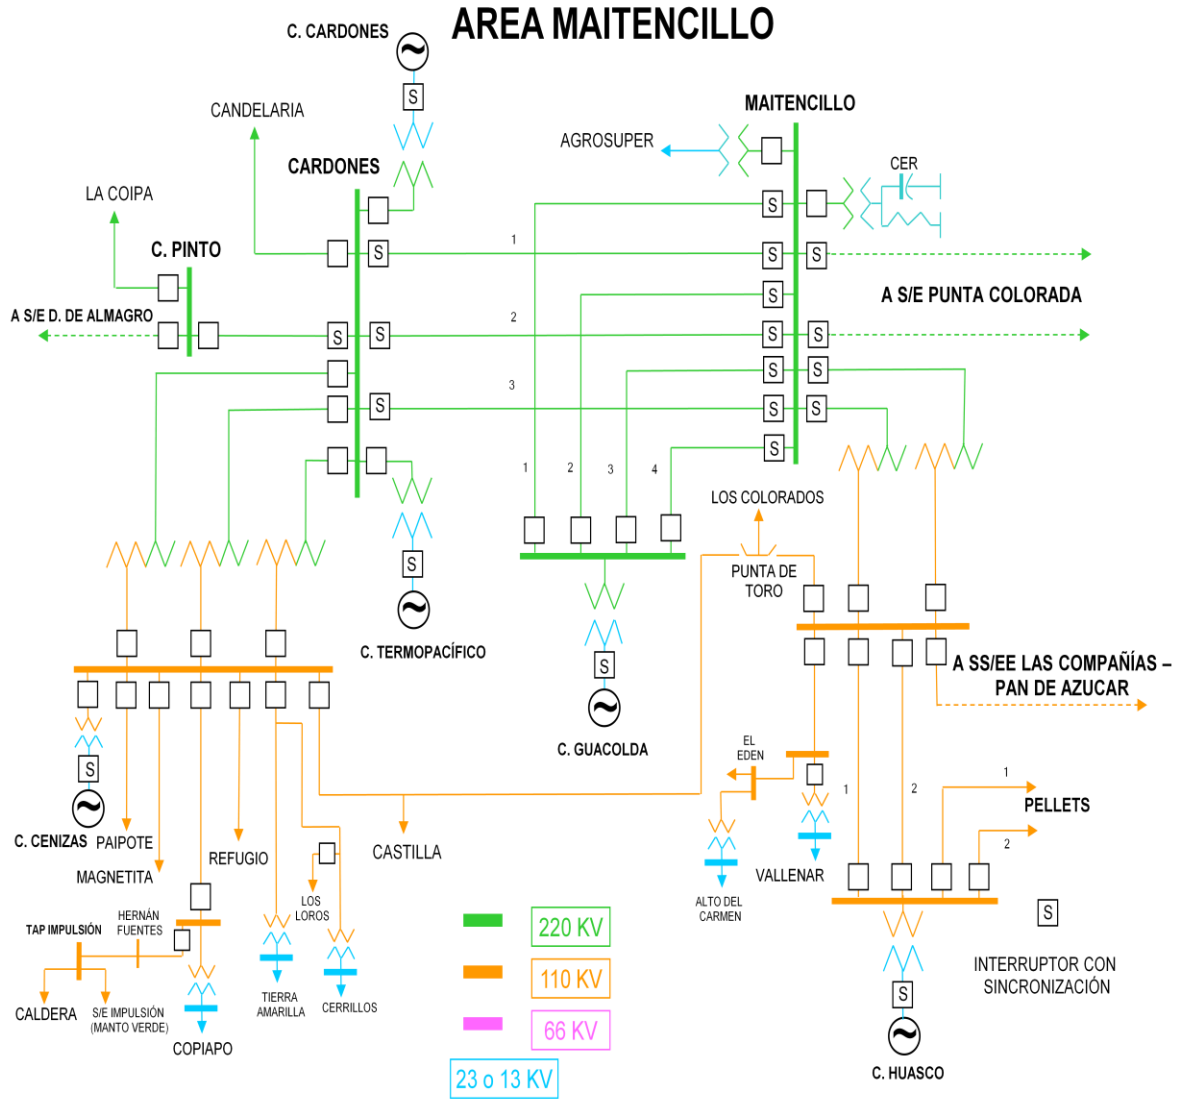 AREA MAITENCILLO
C. CARDONES
S
CANDELARIA
CARDONES
MAITENCILLO
AGROSUPER
CER
LA COIPA
C. PINTO
S
S
S
1
S
S
A S/E D. DE ALMAGRO
S
A S/E PUNTA COLORADA
S
S
2
S
S
S
S
3
S
S
S
S
1
2
3
4
LOS COLORADOS
PUNTA DE
TORO
S
C. TERMOPACÍFICO
S
C. GUACOLDA
A SS/EE LAS COMPAÑÍAS –
PAN DE AZUCAR
S
C. CENIZAS
PAIPOTE
MAGNETITA
REFUGIO
CASTILLA
EL
EDEN
1
2
1
PELLETS
2
VALLENAR
ALTO DEL
CARMEN
LOS
LOROS
HERNÁN
FUENTES
TAP IMPULSIÓN
CALDERA
S/E IMPULSIÓN
(MANTO VERDE)
COPIAPO
TIERRA
AMARILLA
CERRILLOS
220 KV
110 KV
66 KV
23 o 13 KV
S
INTERRUPTOR CON
SINCRONIZACIÓN
S
C. HUASCO